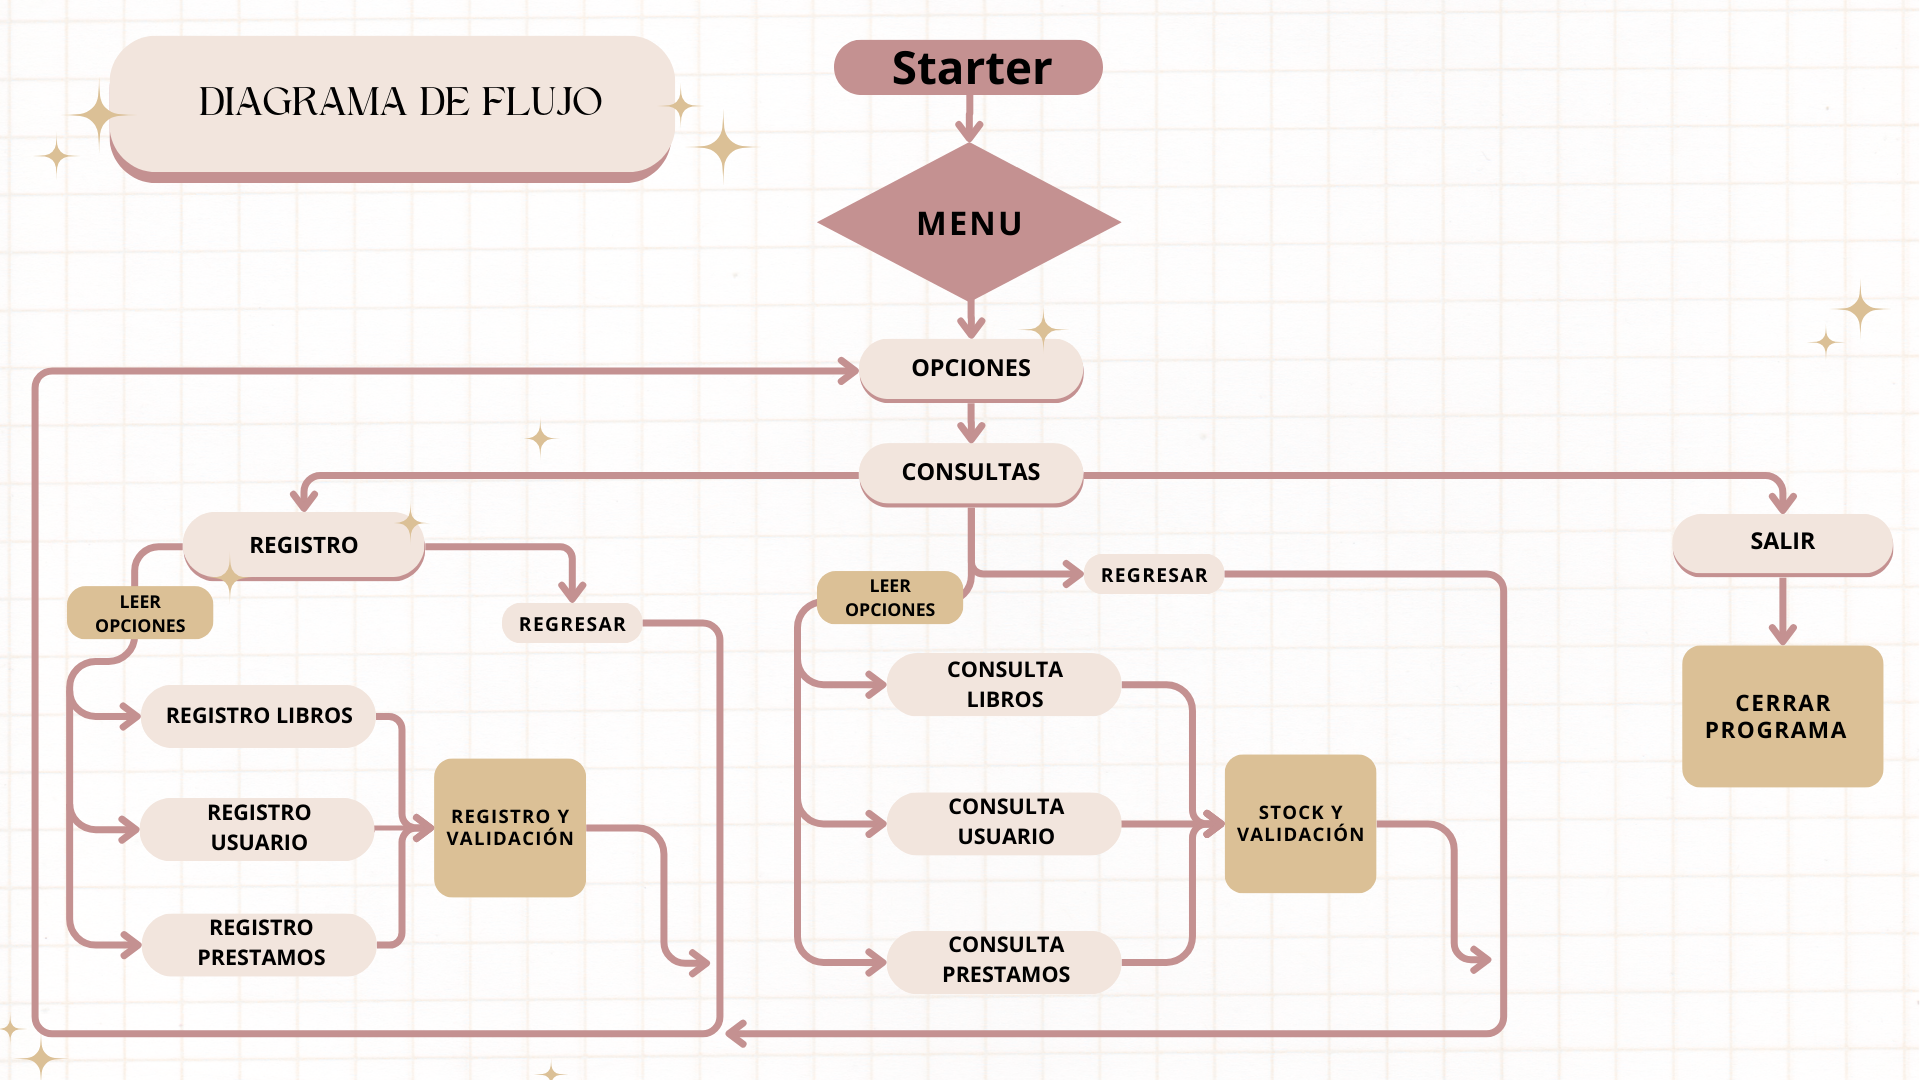 DIAGRAMA DE FLUJO
Starter
MENU
OPCIONES
CONSULTAS
REGISTRO
SALIR
LEER
OPCIONES
REGRESAR
LEER
OPCIONES
REGRESAR
REGISTRO LIBROS
REGISTRO
USUARIO
REGISTRO
PRESTAMOS
REGISTRO Y
VALIDACIÓN
CONSULTA
LIBROS
CONSULTA
USUARIO
CONSULTA
PRESTAMOS
STOCK Y
VALIDACIÓN
CERRAR
PROGRAMA